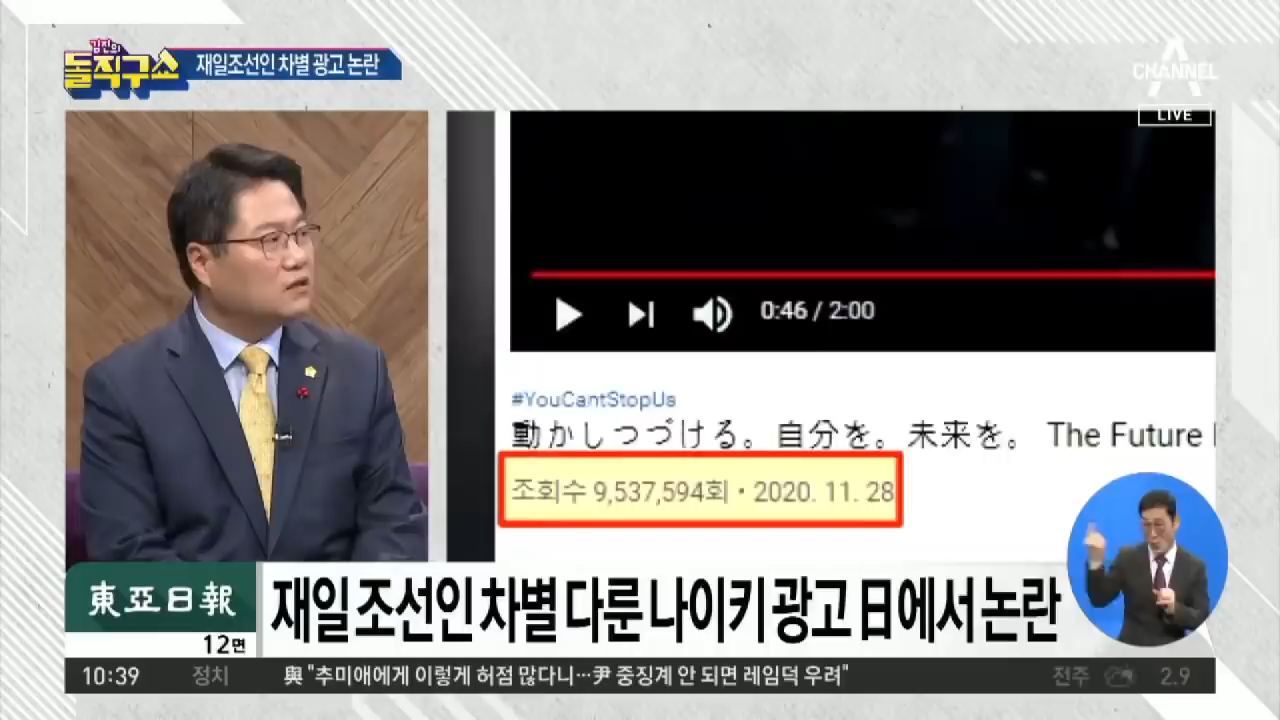 김진의
돌직구쇼
재일조선인 차별 광고 논란
CHANNEL A
LIVE
0:46 / 2:00
#YouCantStopUs
動かしつづける。自分を。未来を。 The Future
조회수 9,537,594회 • 2020. 11. 28
東亞日報
12면
재일 조선인 차별 다룬 나이키 광고 日에서 논란
10:39 정치 與 "추미애에게 이렇게 허점 많다니…尹 중징계 안 되면 레임덕 우려" 전주 2.9